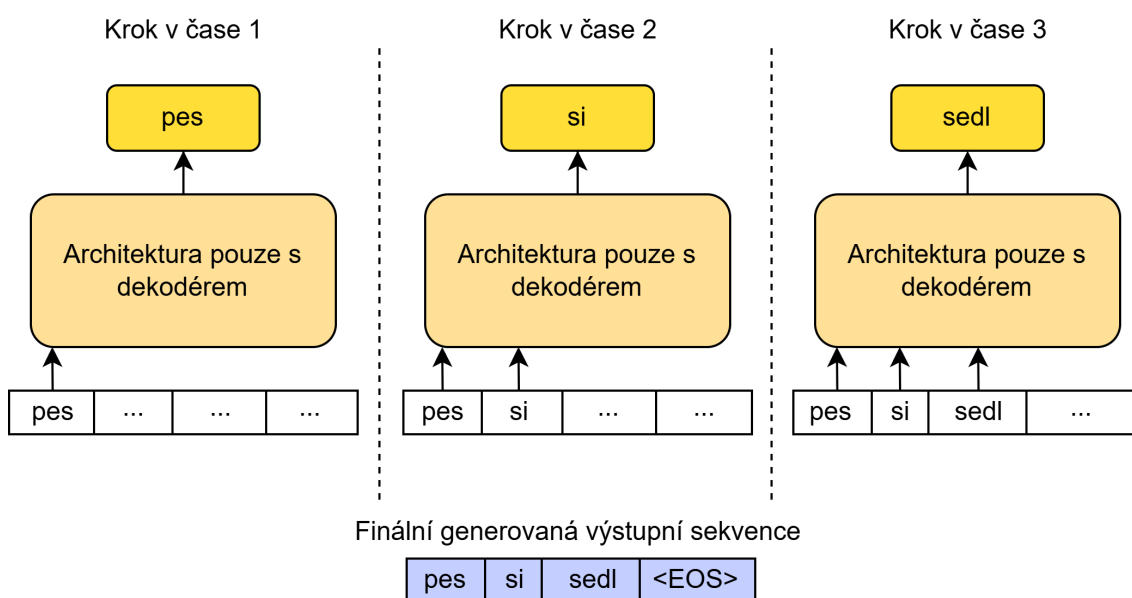 Krok v čase 1
Krok v čase 2
Krok v čase 3
pes
si
sedl
Architektura pouze s
dekodérem
Architektura pouze s
dekodérem
Architektura pouze s
dekodérem
pes ... ... ...
pes si ... ...
pes si sedl ...
Finální generovaná výstupní sekvence
pes si sedl <EOS>